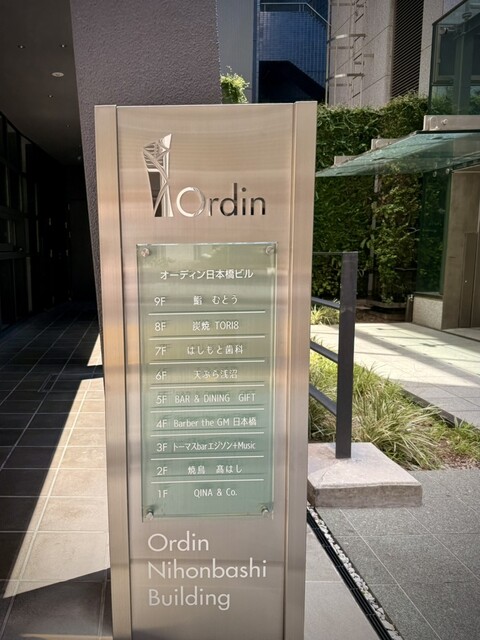 Ordin
オーディン日本橋ビル
9F 鮨 むとう
8F 炭焼 TORI8
7F はしもと歯科
6F 天ぷら浅沼
5F BAR & DINING GIFT
4F Barber the GM 日本橋
3F トーマスbarエジソン+Music
2F 焼鳥 髙はし
1F QINA & Co.
Ordin
Nihonbashi
Building